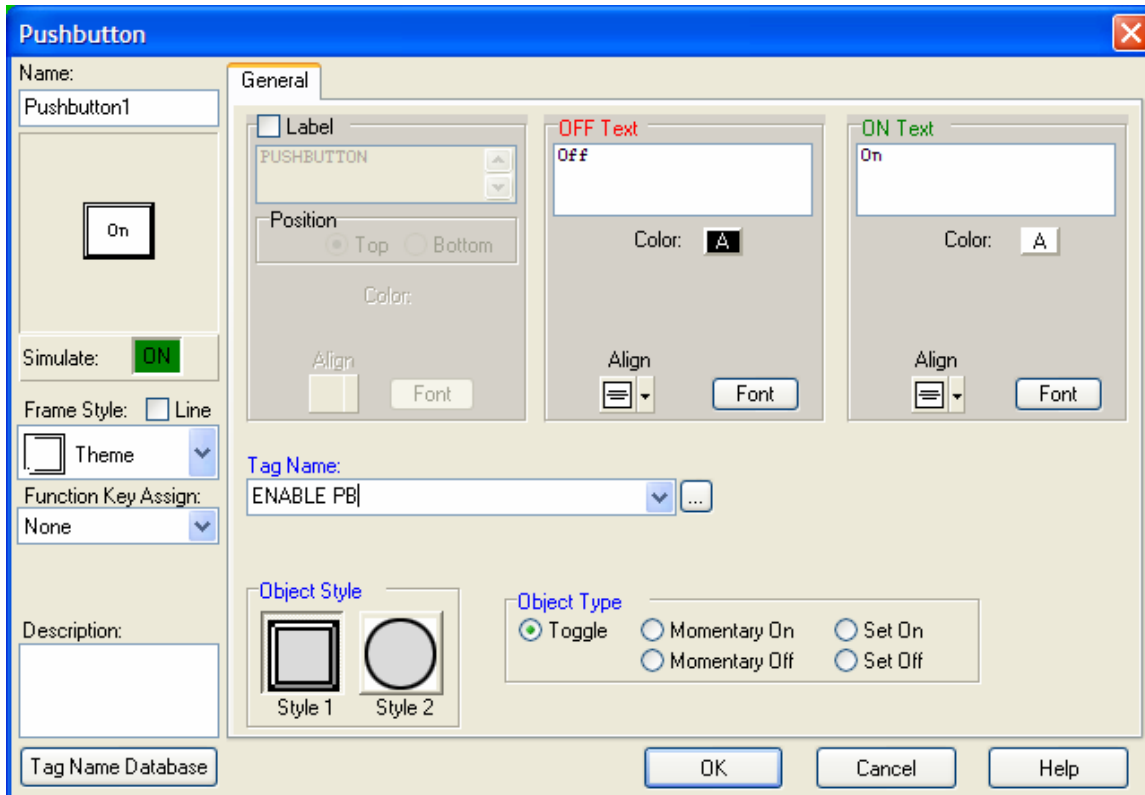 Pushbutton
Name:
Pushbutton1
On
Simulate: ON
Frame Style: Line
Theme
Function Key Assign:
None
Description:
Tag Name Database
General
Label
PUSHBUTTON
Position
Top Bottom
Color:
Align
Font
OFF Text
Off
Color: A
Align
Font
ON Text
On
Color: A
Align
Font
Tag Name:
ENABLE PB
...
Object Style
Style 1 Style 2
Object Type
Toggle Momentary On Set On
Momentary Off Set Off
OK Cancel Help